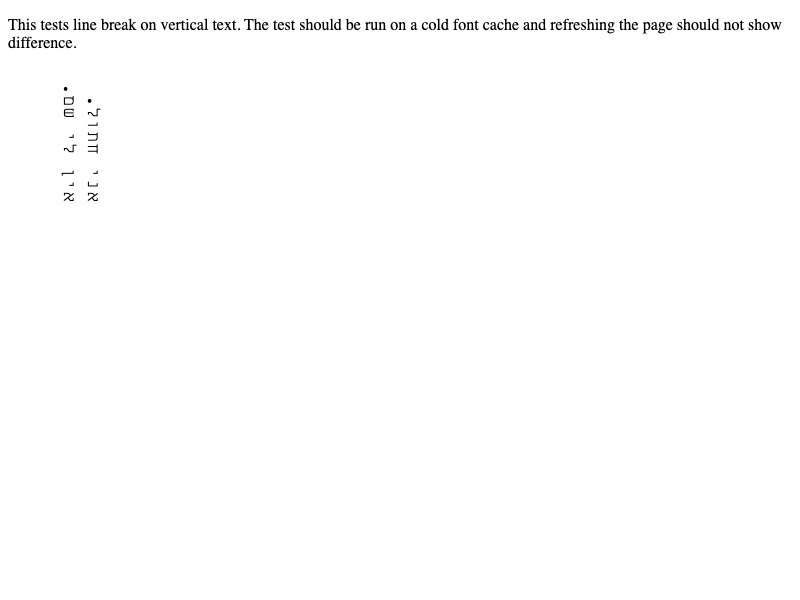 This tests line break on vertical text. The test should be run on a cold font cache and refreshing the page should not show
difference.
אני חתול.
אין לי שם.